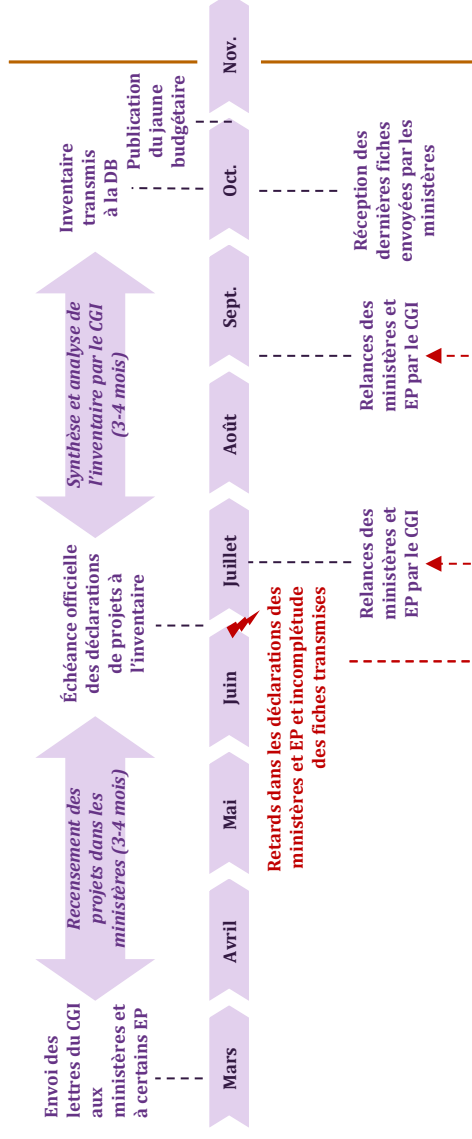 Envoi des
lettres du CGI
aux
ministères et
à certains EP
Recensement des
projets dans les
ministères (3-4 mois)
Échéance officielle
des déclarations
de projets à
l'inventaire
Synthèse et analyse de
l'inventaire par le CGI
(3-4 mois)
Inventaire
transmis
à la DB
Publication
du jaune
budgétaire
Mars
Avril
Mai
Juin
Juillet
Août
Sept.
Oct.
Nov.
Retards dans les déclarations des
ministères et EP et incomplétude
des fiches transmises
Relances des
ministères et
EP par le CGI
Relances des
ministères et
EP par le CGI
Réception des
dernières fiches
envoyées par les
ministères